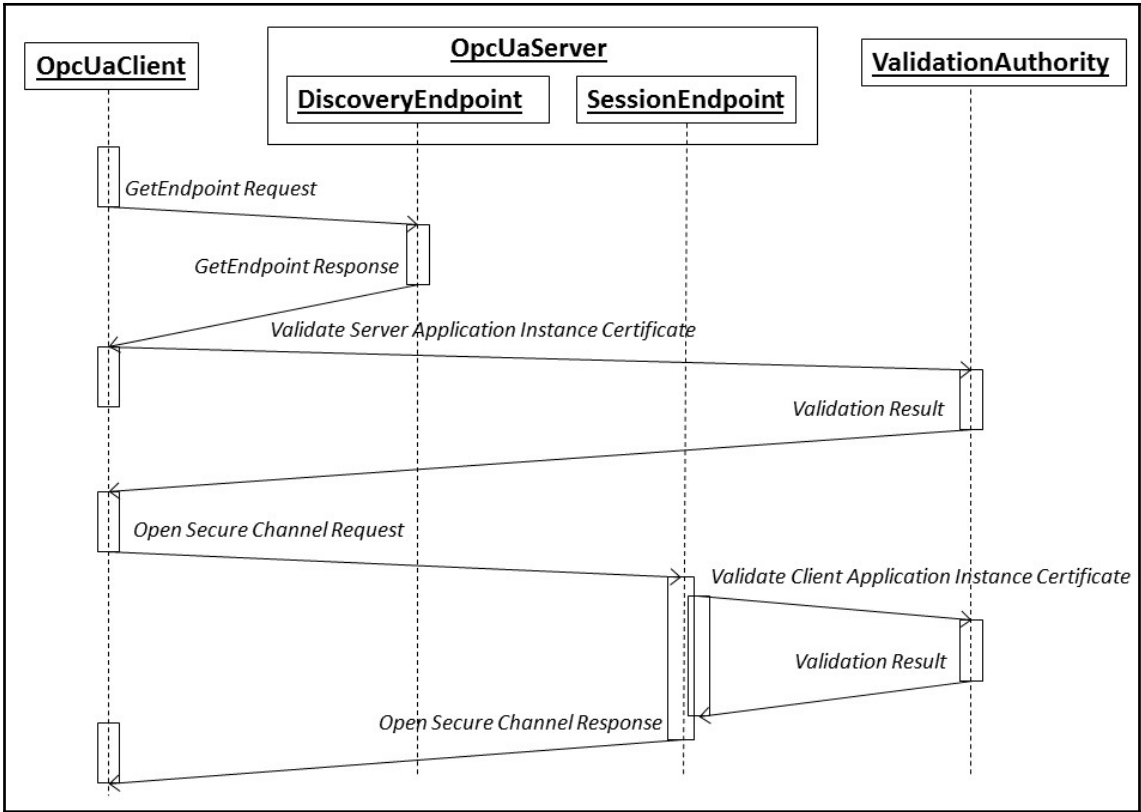 OpcUaClient
OpcUaServer
DiscoveryEndpoint
SessionEndpoint
ValidationAuthority
GetEndpoint Request
GetEndpoint Response
Validate Server Application Instance Certificate
Validation Result
Open Secure Channel Request
Validate Client Application Instance Certificate
Validation Result
Open Secure Channel Response